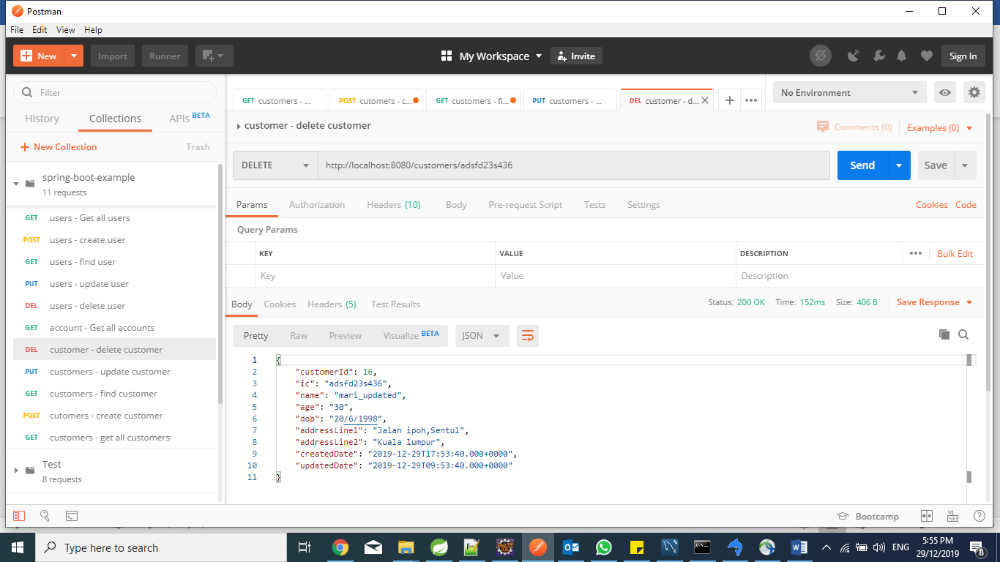 Postman
File Edit View Help
New Import Runner My Workspace Invite Sign In
Filter
History Collections APIs BETA
New Collection Trash
spring-boot-example
11 requests
GET users - Get all users
POST users - create user
GET users - find user
PUT users - update user
DEL users - delete user
GET account - Get all accounts
DEL customer - delete customer
PUT customers - update customer
GET customers - find customer
POST cutomers - create customer
GET customers - get all customers
Test
8 requests
GET customers - ... POST cutomers - c... GET customers - fi... PUT customers - ... DEL customer - d... No Environment
customer - delete customer Comments (0) Examples (0)
DELETE http://localhost:8080/customers/adsfd23s436 Send Save
Params Authorization Headers (10) Body Pre-request Script Tests Settings Cookies Code
Query Params
KEY VALUE DESCRIPTION Bulk Edit
Key Value Description
Body Cookies Headers (5) Test Results Status: 200 OK Time: 152ms Size: 406 B Save Response
Pretty Raw Preview Visualize BETA JSON
1 {
2 "customerId": 16,
3 "ic": "adsfd23s436",
4 "name": "mari_updated",
5 "age": "30",
6 "dob": "20/6/1998",
7 "addressLine1": "Jalan ipoh,Sentul",
8 "addressLine2": "Kuala lumpur",
9 "createdDate": "2019-12-29T17:53:40.000+0000",
10 "updatedDate": "2019-12-29T09:53:40.000+0000"
11 }
Bootcamp
Type here to search ENG 5:55 PM
29/12/2019 8